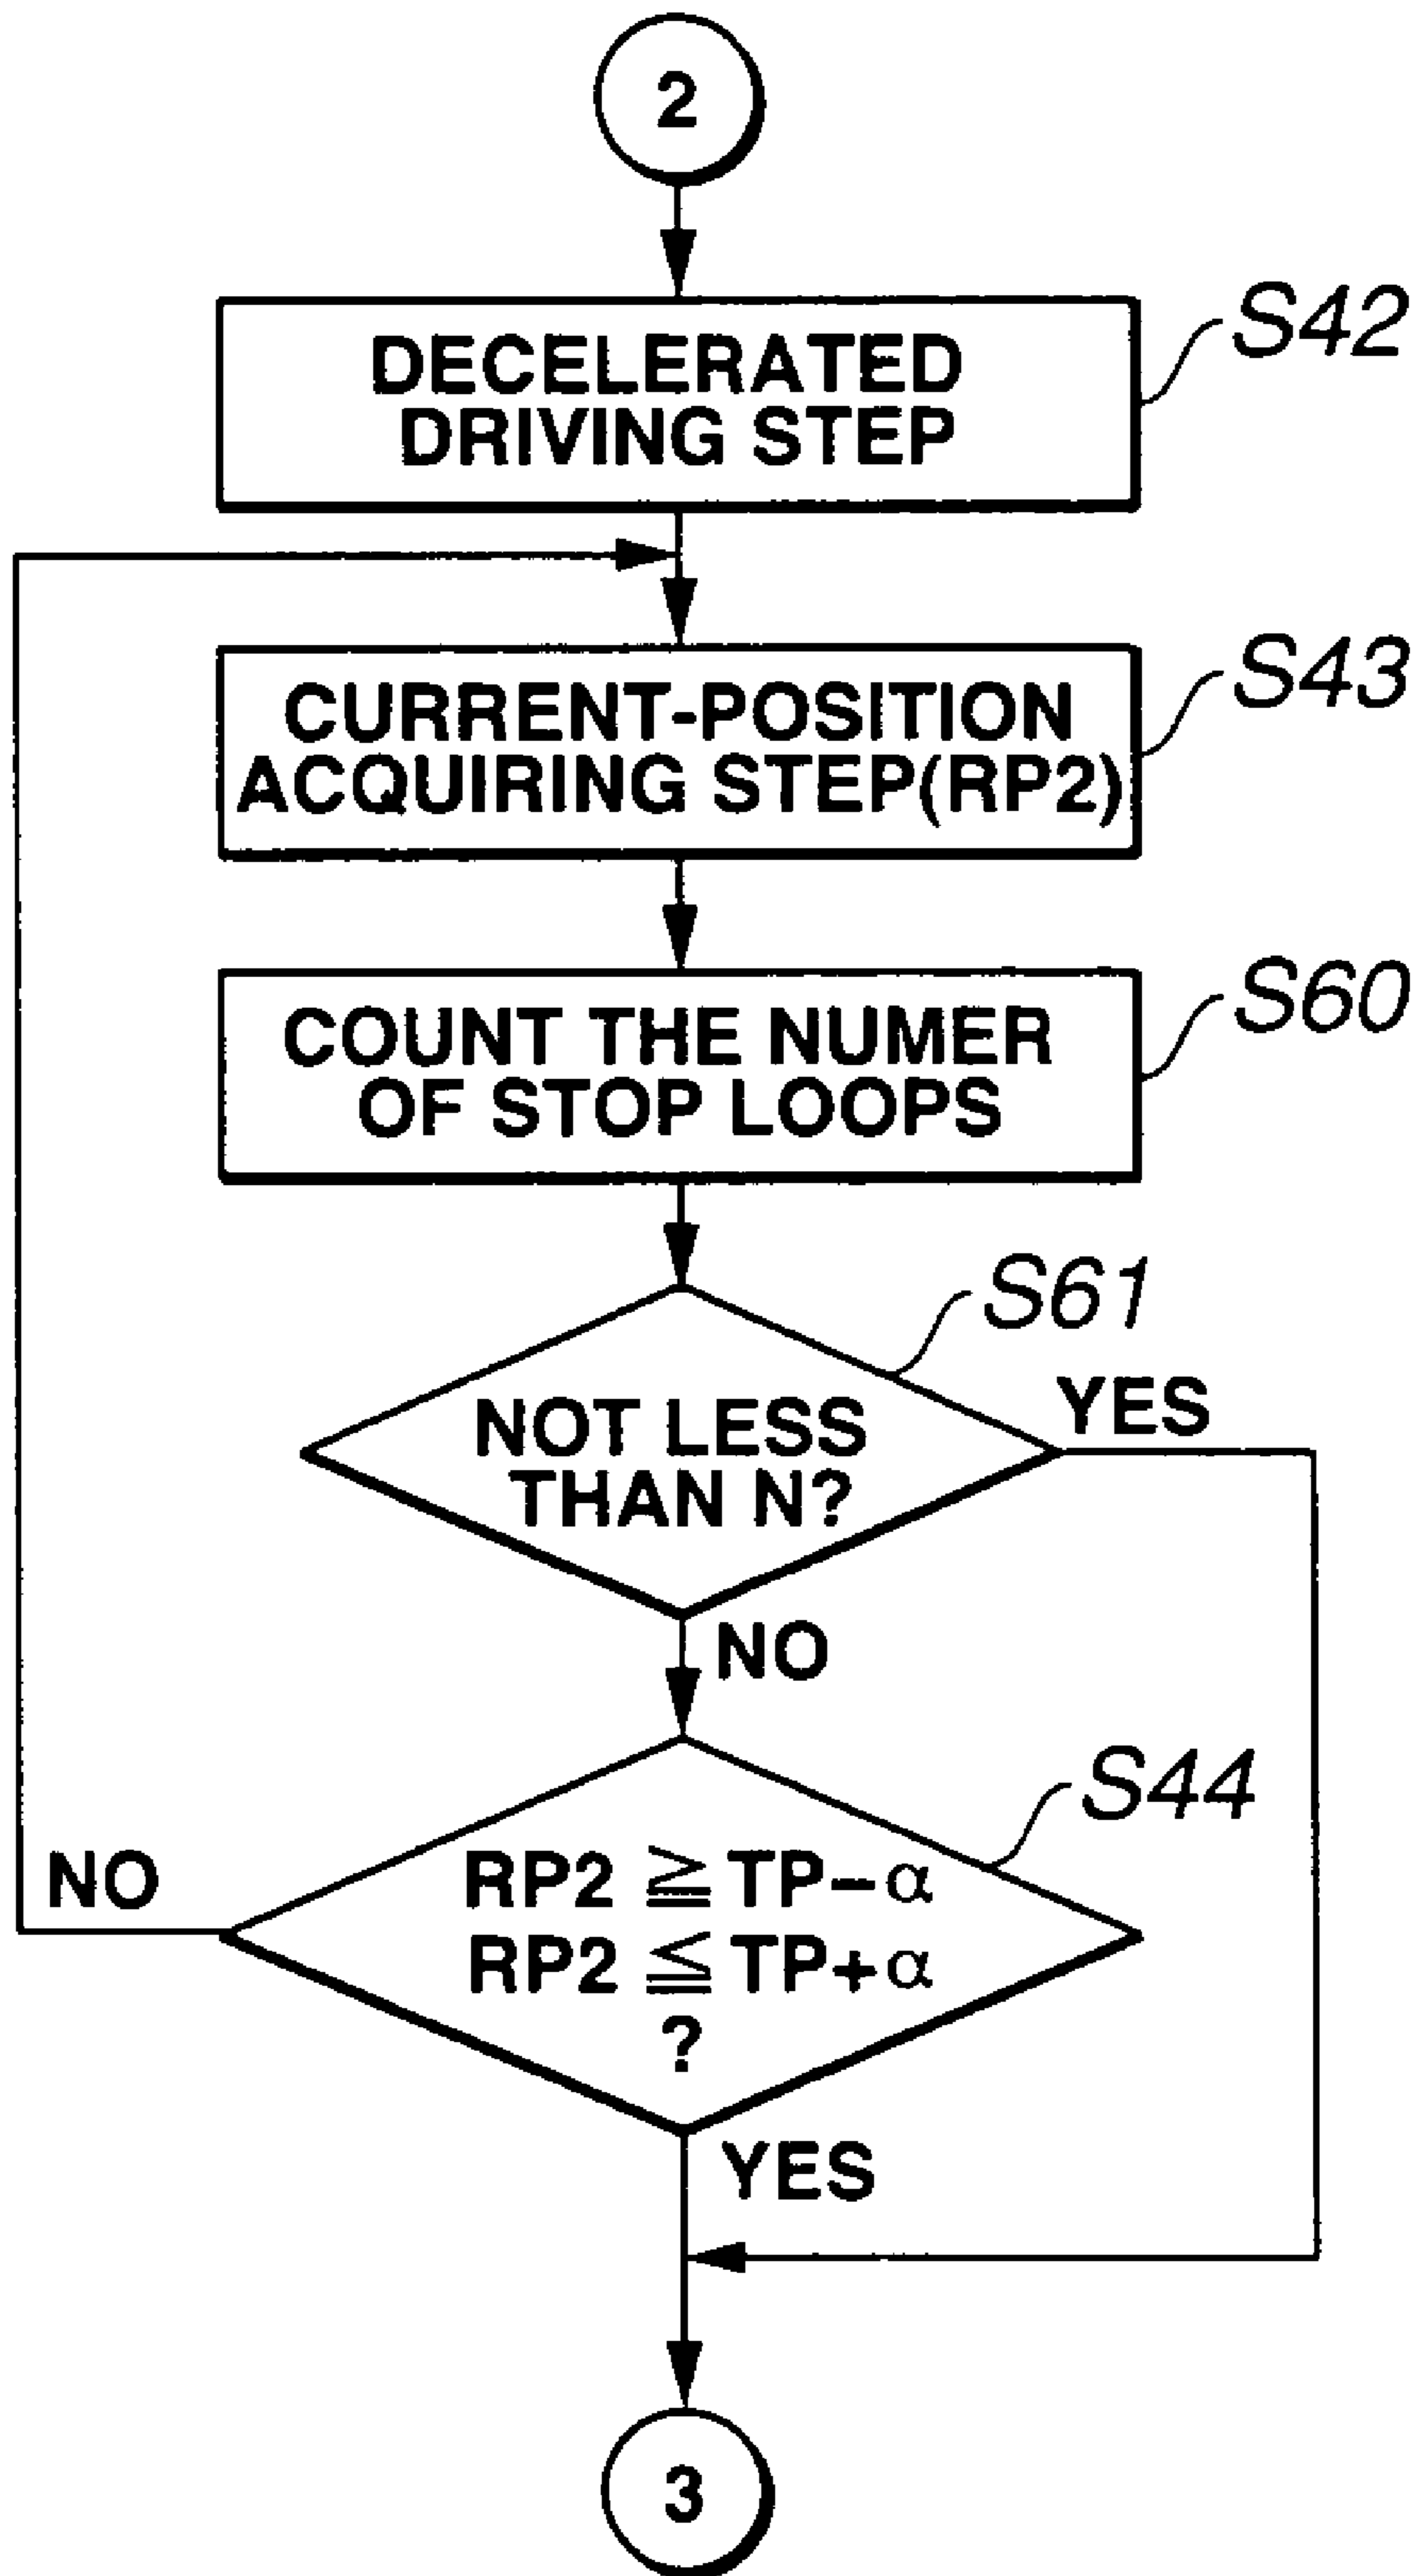 2
DECELERATED
DRIVING STEP
S42
CURRENT-POSITION
ACQUIRING STEP(RP2)
S43
COUNT THE NUMER
OF STOP LOOPS
S60
S61
NOT LESS
THAN N?
YES
NO
S44
RP2 ≧ TP−α
RP2 ≦ TP+α
?
NO
YES
3